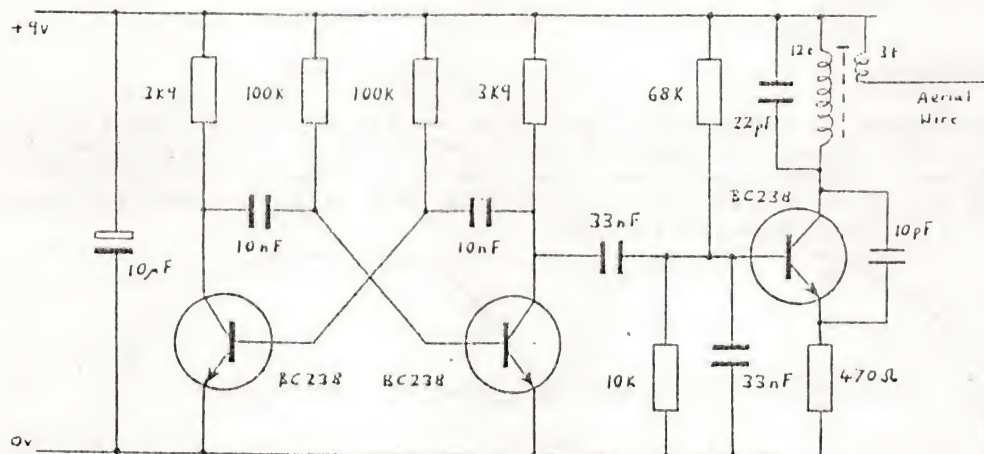 +9v
12t
3t
3K9
100K
100K
3K9
68K
22pF
Aerial
Wire
BC238
33nF
10pF
10nF
10nF
10µF
BC238
BC238
10K
33nF
470Ω
0v